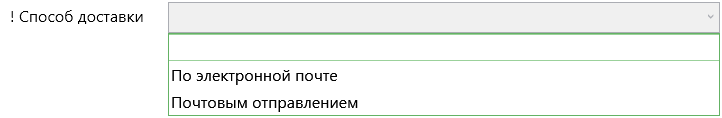 ! Способ доставки
По электронной почте
Почтовым отправлением